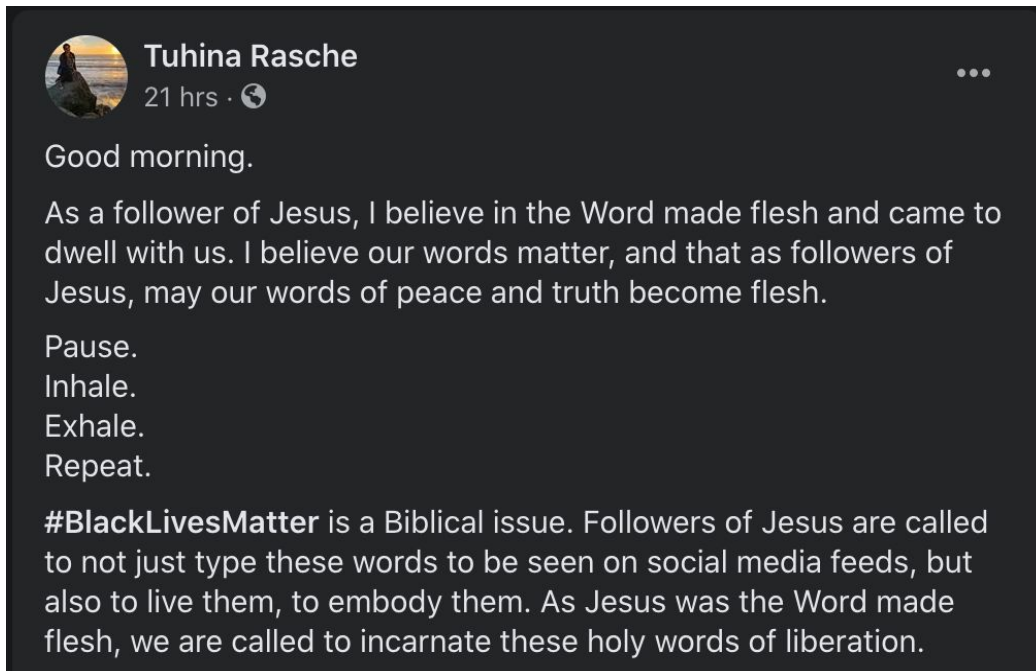 Tuhina Rasche
21 hrs ·
Good morning.
As a follower of Jesus, I believe in the Word made flesh and came to
dwell with us. I believe our words matter, and that as followers of
Jesus, may our words of peace and truth become flesh.
Pause.
Inhale.
Exhale.
Repeat.
#BlackLivesMatter is a Biblical issue. Followers of Jesus are called
to not just type these words to be seen on social media feeds, but
also to live them, to embody them. As Jesus was the Word made
flesh, we are called to incarnate these holy words of liberation.